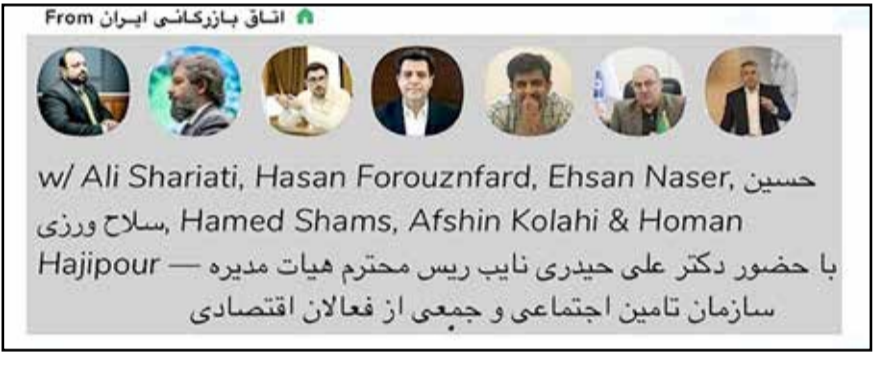 From اتاق بازرگانی ایران
w/ Ali Shariati, Hasan Forouznfard, Ehsan Naser, حسین
سلاح ورزی, Hamed Shams, Afshin Kolahi & Homan
Hajipour — با حضور دکتر علی حیدری نایب ریس محترم هیات مدیره
سازمان تامین اجتماعی و جمعی از فعالان اقتصادی